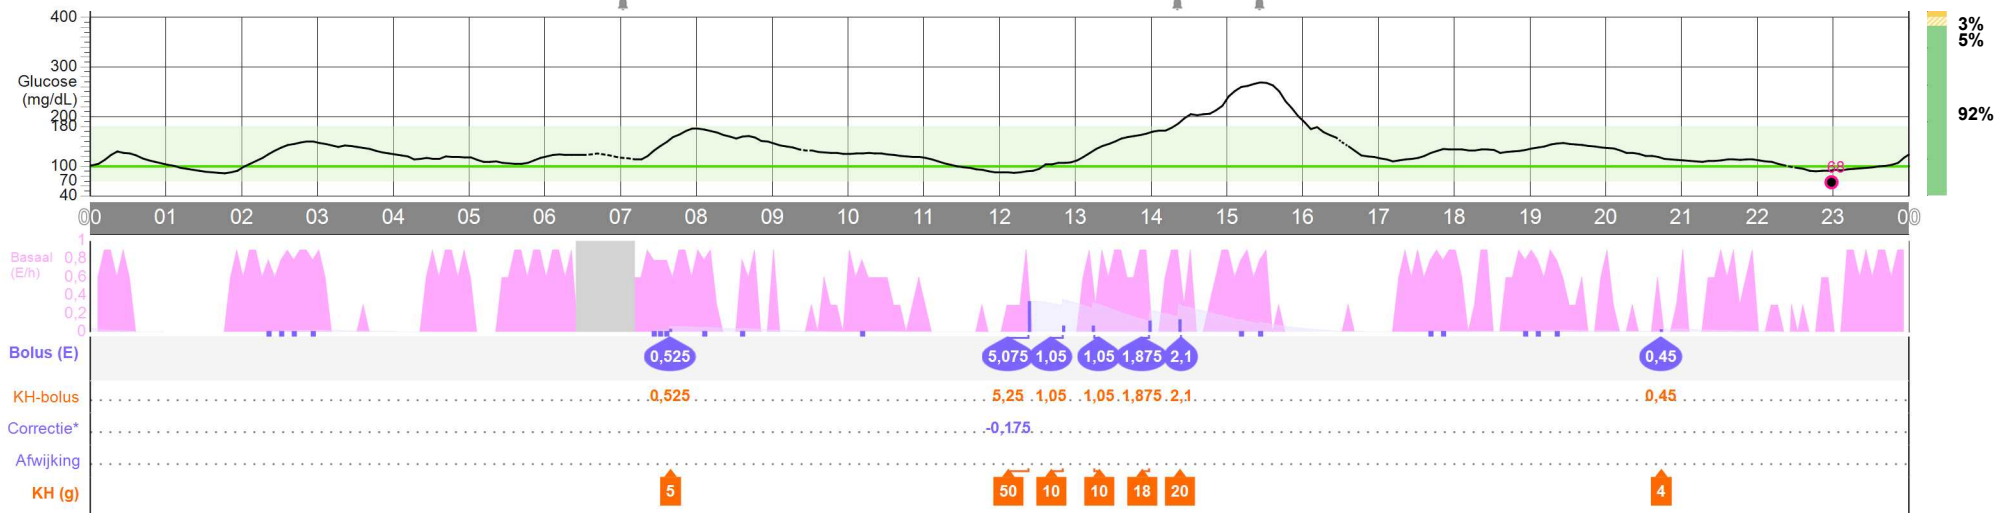 400
300
Glucose
(mg/dL)
200
180
100
70
40
3%
5%
92%
68
00 01 02 03 04 05 06 07 08 09 10 11 12 13 14 15 16 17 18 19 20 21 22 23 00
Basaal
(E/h)
1
0,8
0,6
0,4
0,2
0
Bolus (E) 0,525 5,075 1,05 1,05 1,875 2,1 0,45
KH-bolus 0,525 5,25 1,05 1,05 1,875 2,1 0,45
Correctie* -0,175
Afwijking
KH (g) 5 50 10 10 18 20 4